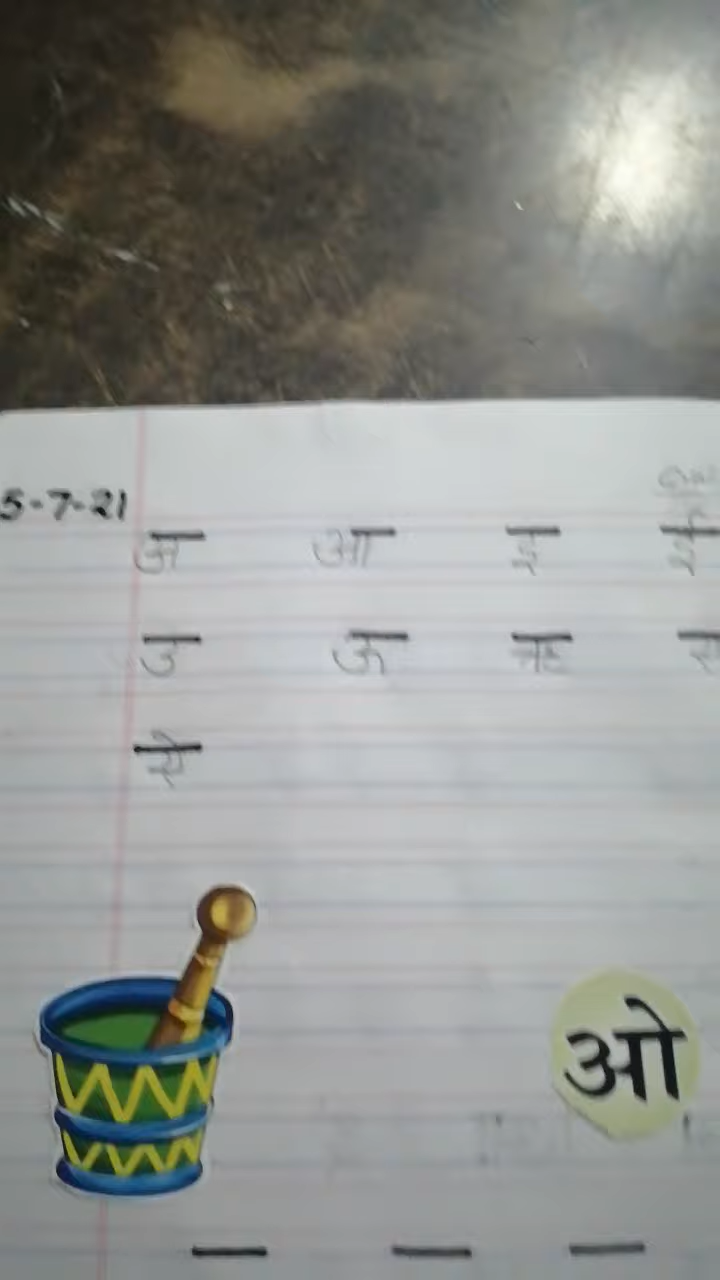 5-7-21
अ आ इ ई
उ ऊ ऋ ए
ऐ
ओ